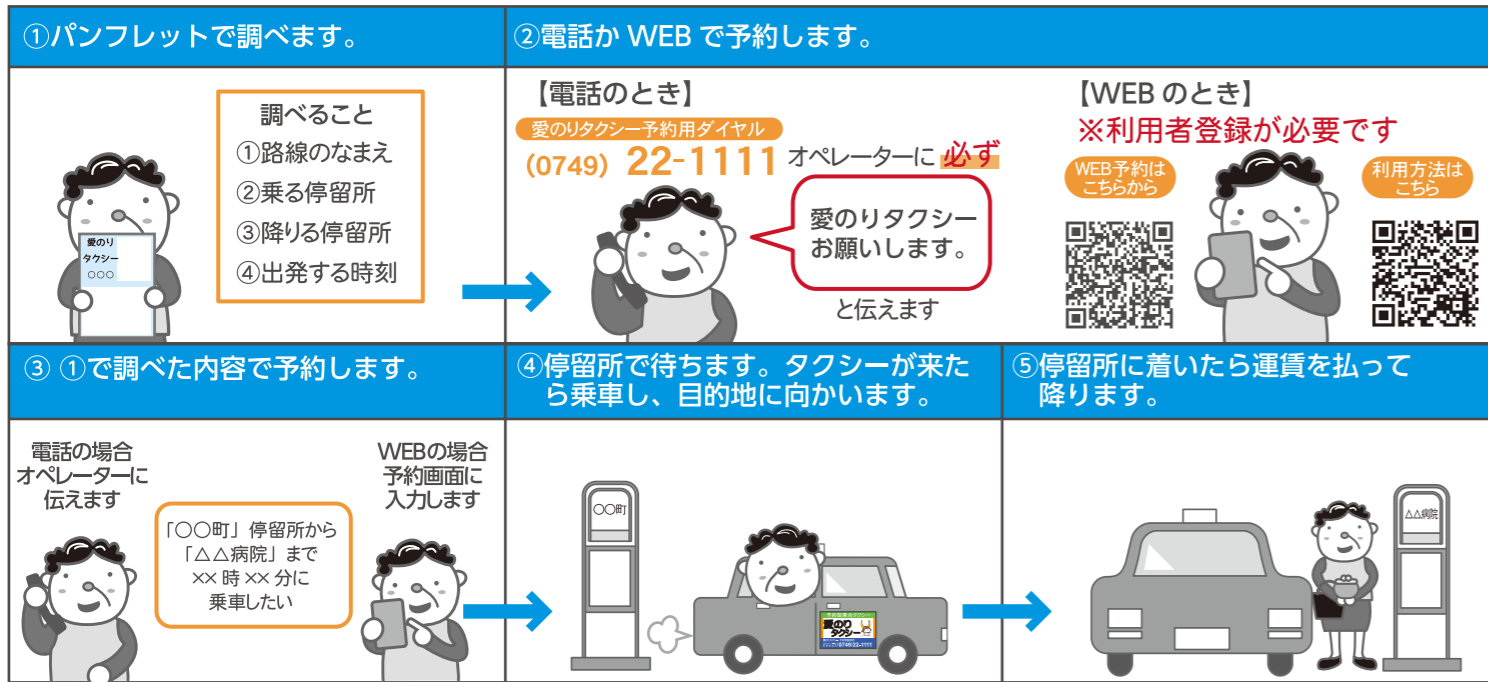 ①パンフレットで調べます。
調べること
①路線のなまえ
②乗る停留所
③降りる停留所
④出発する時刻
愛のり
タクシー
○○○
②電話か WEB で予約します。
【電話のとき】
愛のりタクシー予約用ダイヤル
(0749) 22-1111
オペレーターに 必ず
愛のりタクシー
お願いします。
と伝えます
【WEB のとき】
※利用者登録が必要です
WEB予約は
こちらから
利用方法は
こちら
③ ①で調べた内容で予約します。
電話の場合
オペレーターに
伝えます
「○○町」停留所から
「△△病院」まで
×× 時 ×× 分に
乗車したい
WEBの場合
予約画面に
入力します
④停留所で待ちます。タクシーが来た
ら乗車し、目的地に向かいます。
○○町
愛のり
タクシー
(0749)22-1111
⑤停留所に着いたら運賃を払って
降ります。
△△病院